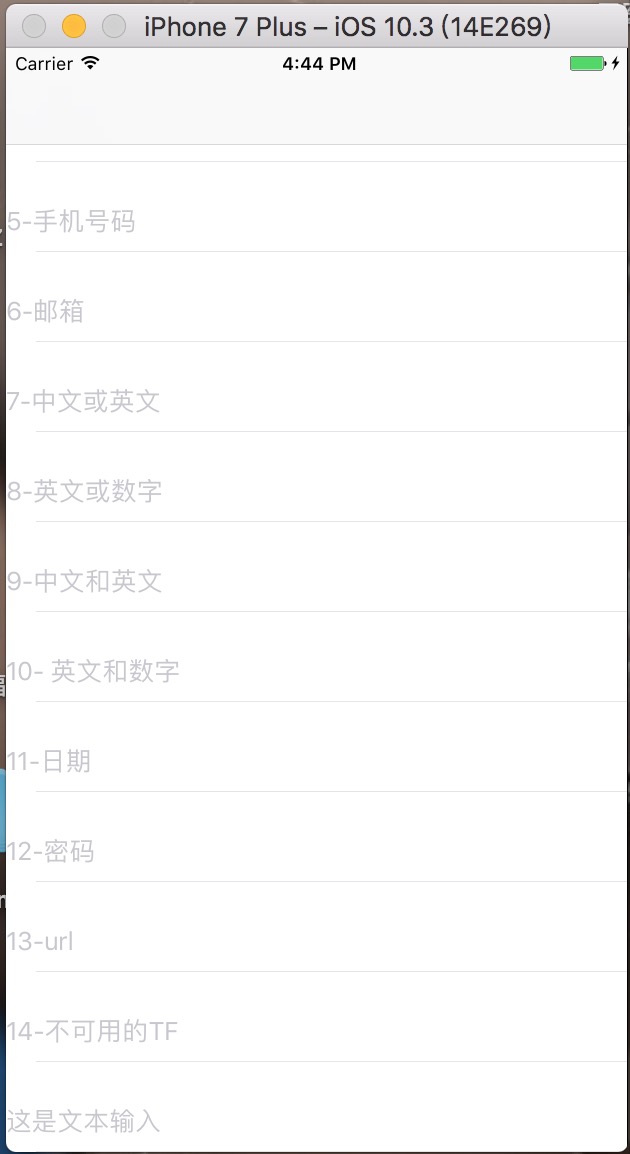 iPhone 7 Plus – iOS 10.3 (14E269)
Carrier 4:44 PM
5-手机号码
6-邮箱
7-中文或英文
8-英文或数字
9-中文和英文
10- 英文和数字
11-日期
12-密码
13-url
14-不可用的TF
这是文本输入